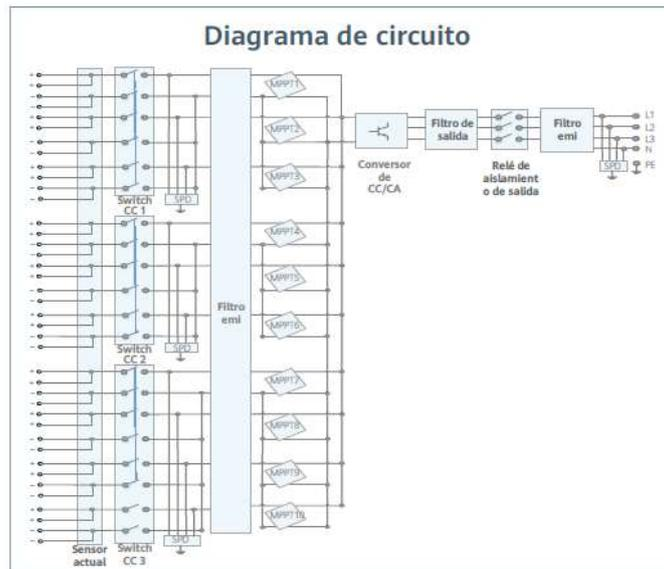 Diagrama de circuito
MPPT1
MPPT2
MPPT3
SPD
Switch
CC 1
MPPT4
MPPT5
MPPT6
SPD
Switch
CC 2
MPPT7
MPPT8
MPPT9
MPPT10
SPD
Sensor
actual
Switch
CC 3
Filtro
emi
Conversor
de
CC/CA
Filtro de
salida
Relé de
aislamient
o de salida
Filtro
emi
L1
L2
L3
N
SPD
PE